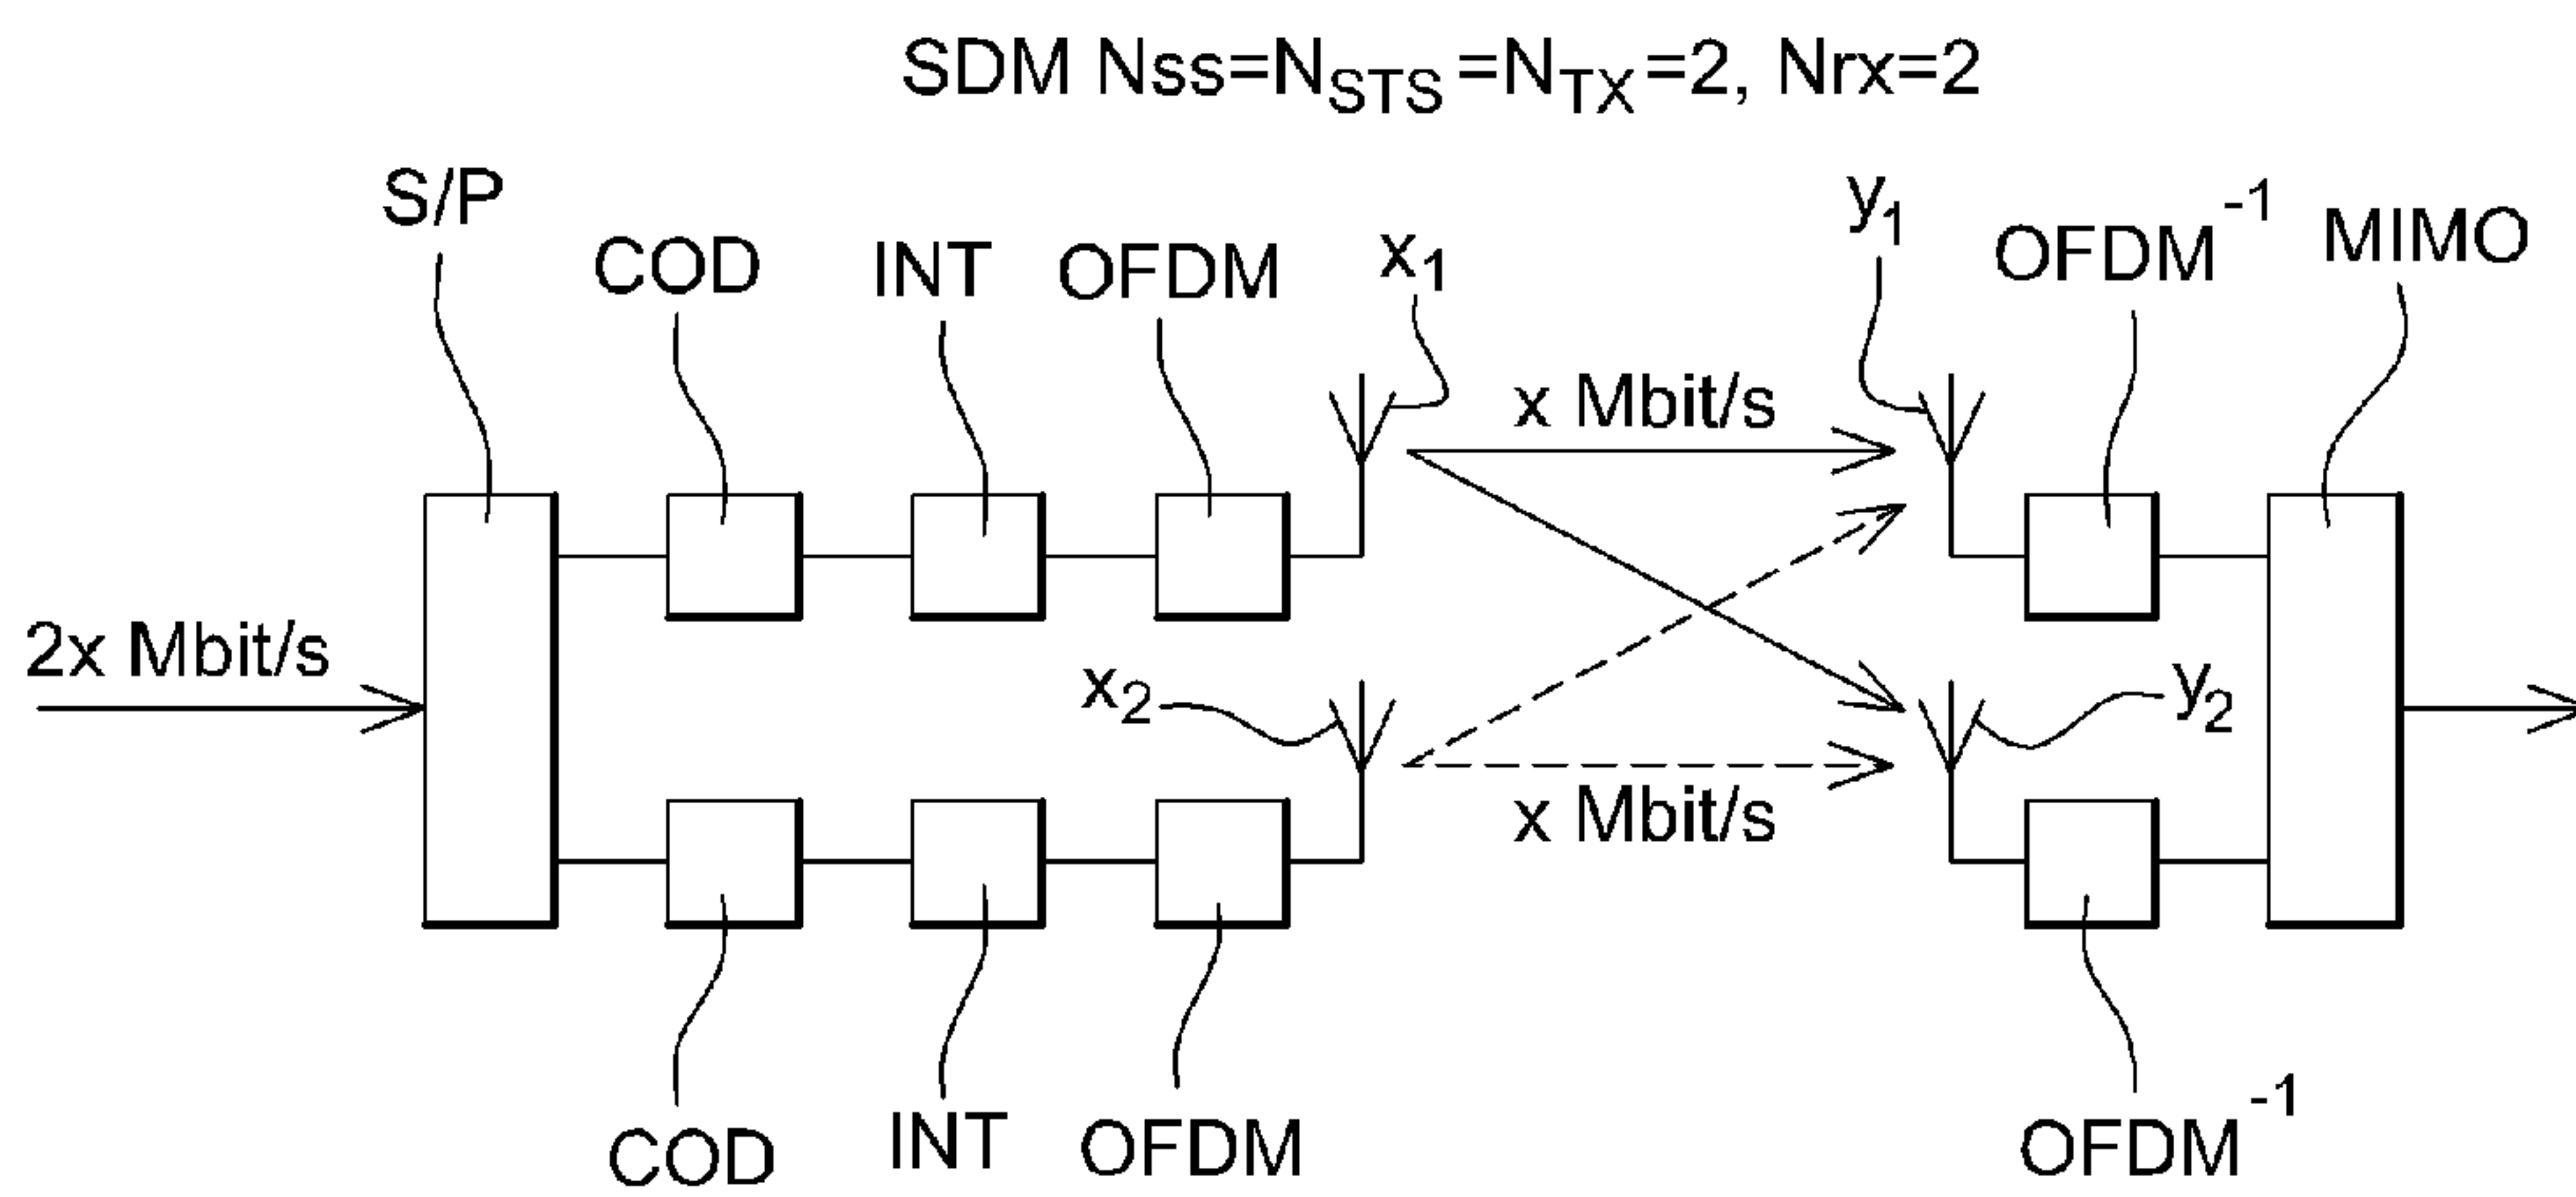 SDM Nss=N_STS=N_TX=2, Nrx=2
S/P
COD
INT
OFDM
x₁
y₁
OFDM⁻¹
MIMO
x Mbit/s
2x Mbit/s
x₂
y₂
x Mbit/s
COD
INT
OFDM
OFDM⁻¹